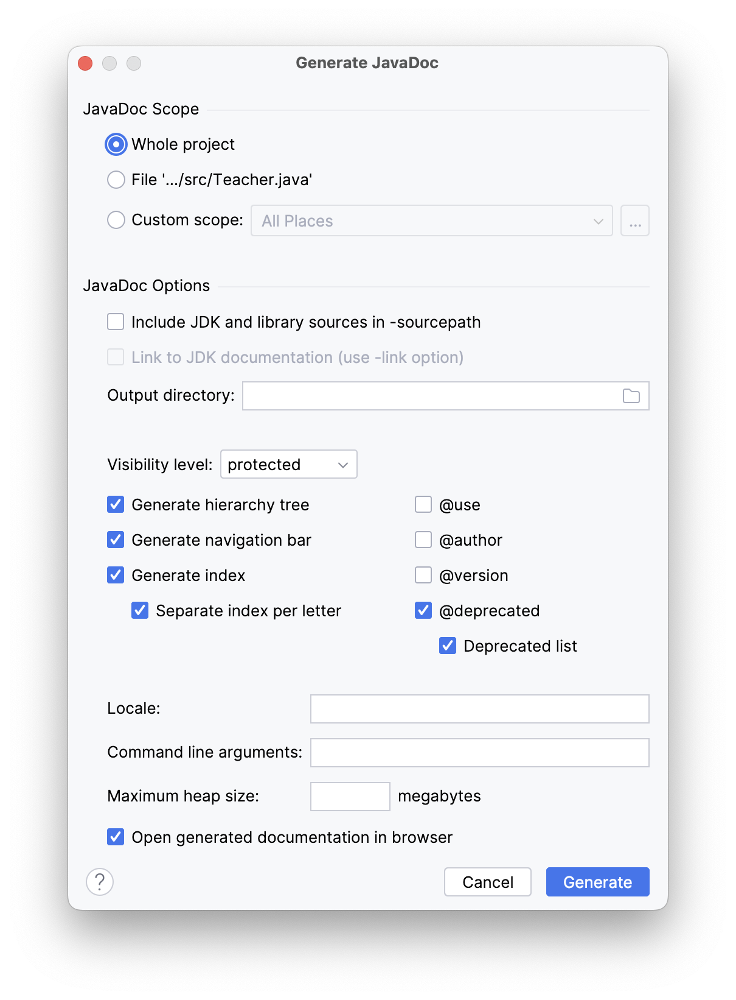 Generate JavaDoc
JavaDoc Scope
Whole project
File '.../src/Teacher.java'
Custom scope: All Places ...
JavaDoc Options
Include JDK and library sources in -sourcepath
Link to JDK documentation (use -link option)
Output directory:
Visibility level: protected
Generate hierarchy tree @use
Generate navigation bar @author
Generate index @version
Separate index per letter @deprecated
Deprecated list
Locale:
Command line arguments:
Maximum heap size: megabytes
Open generated documentation in browser
? Cancel Generate